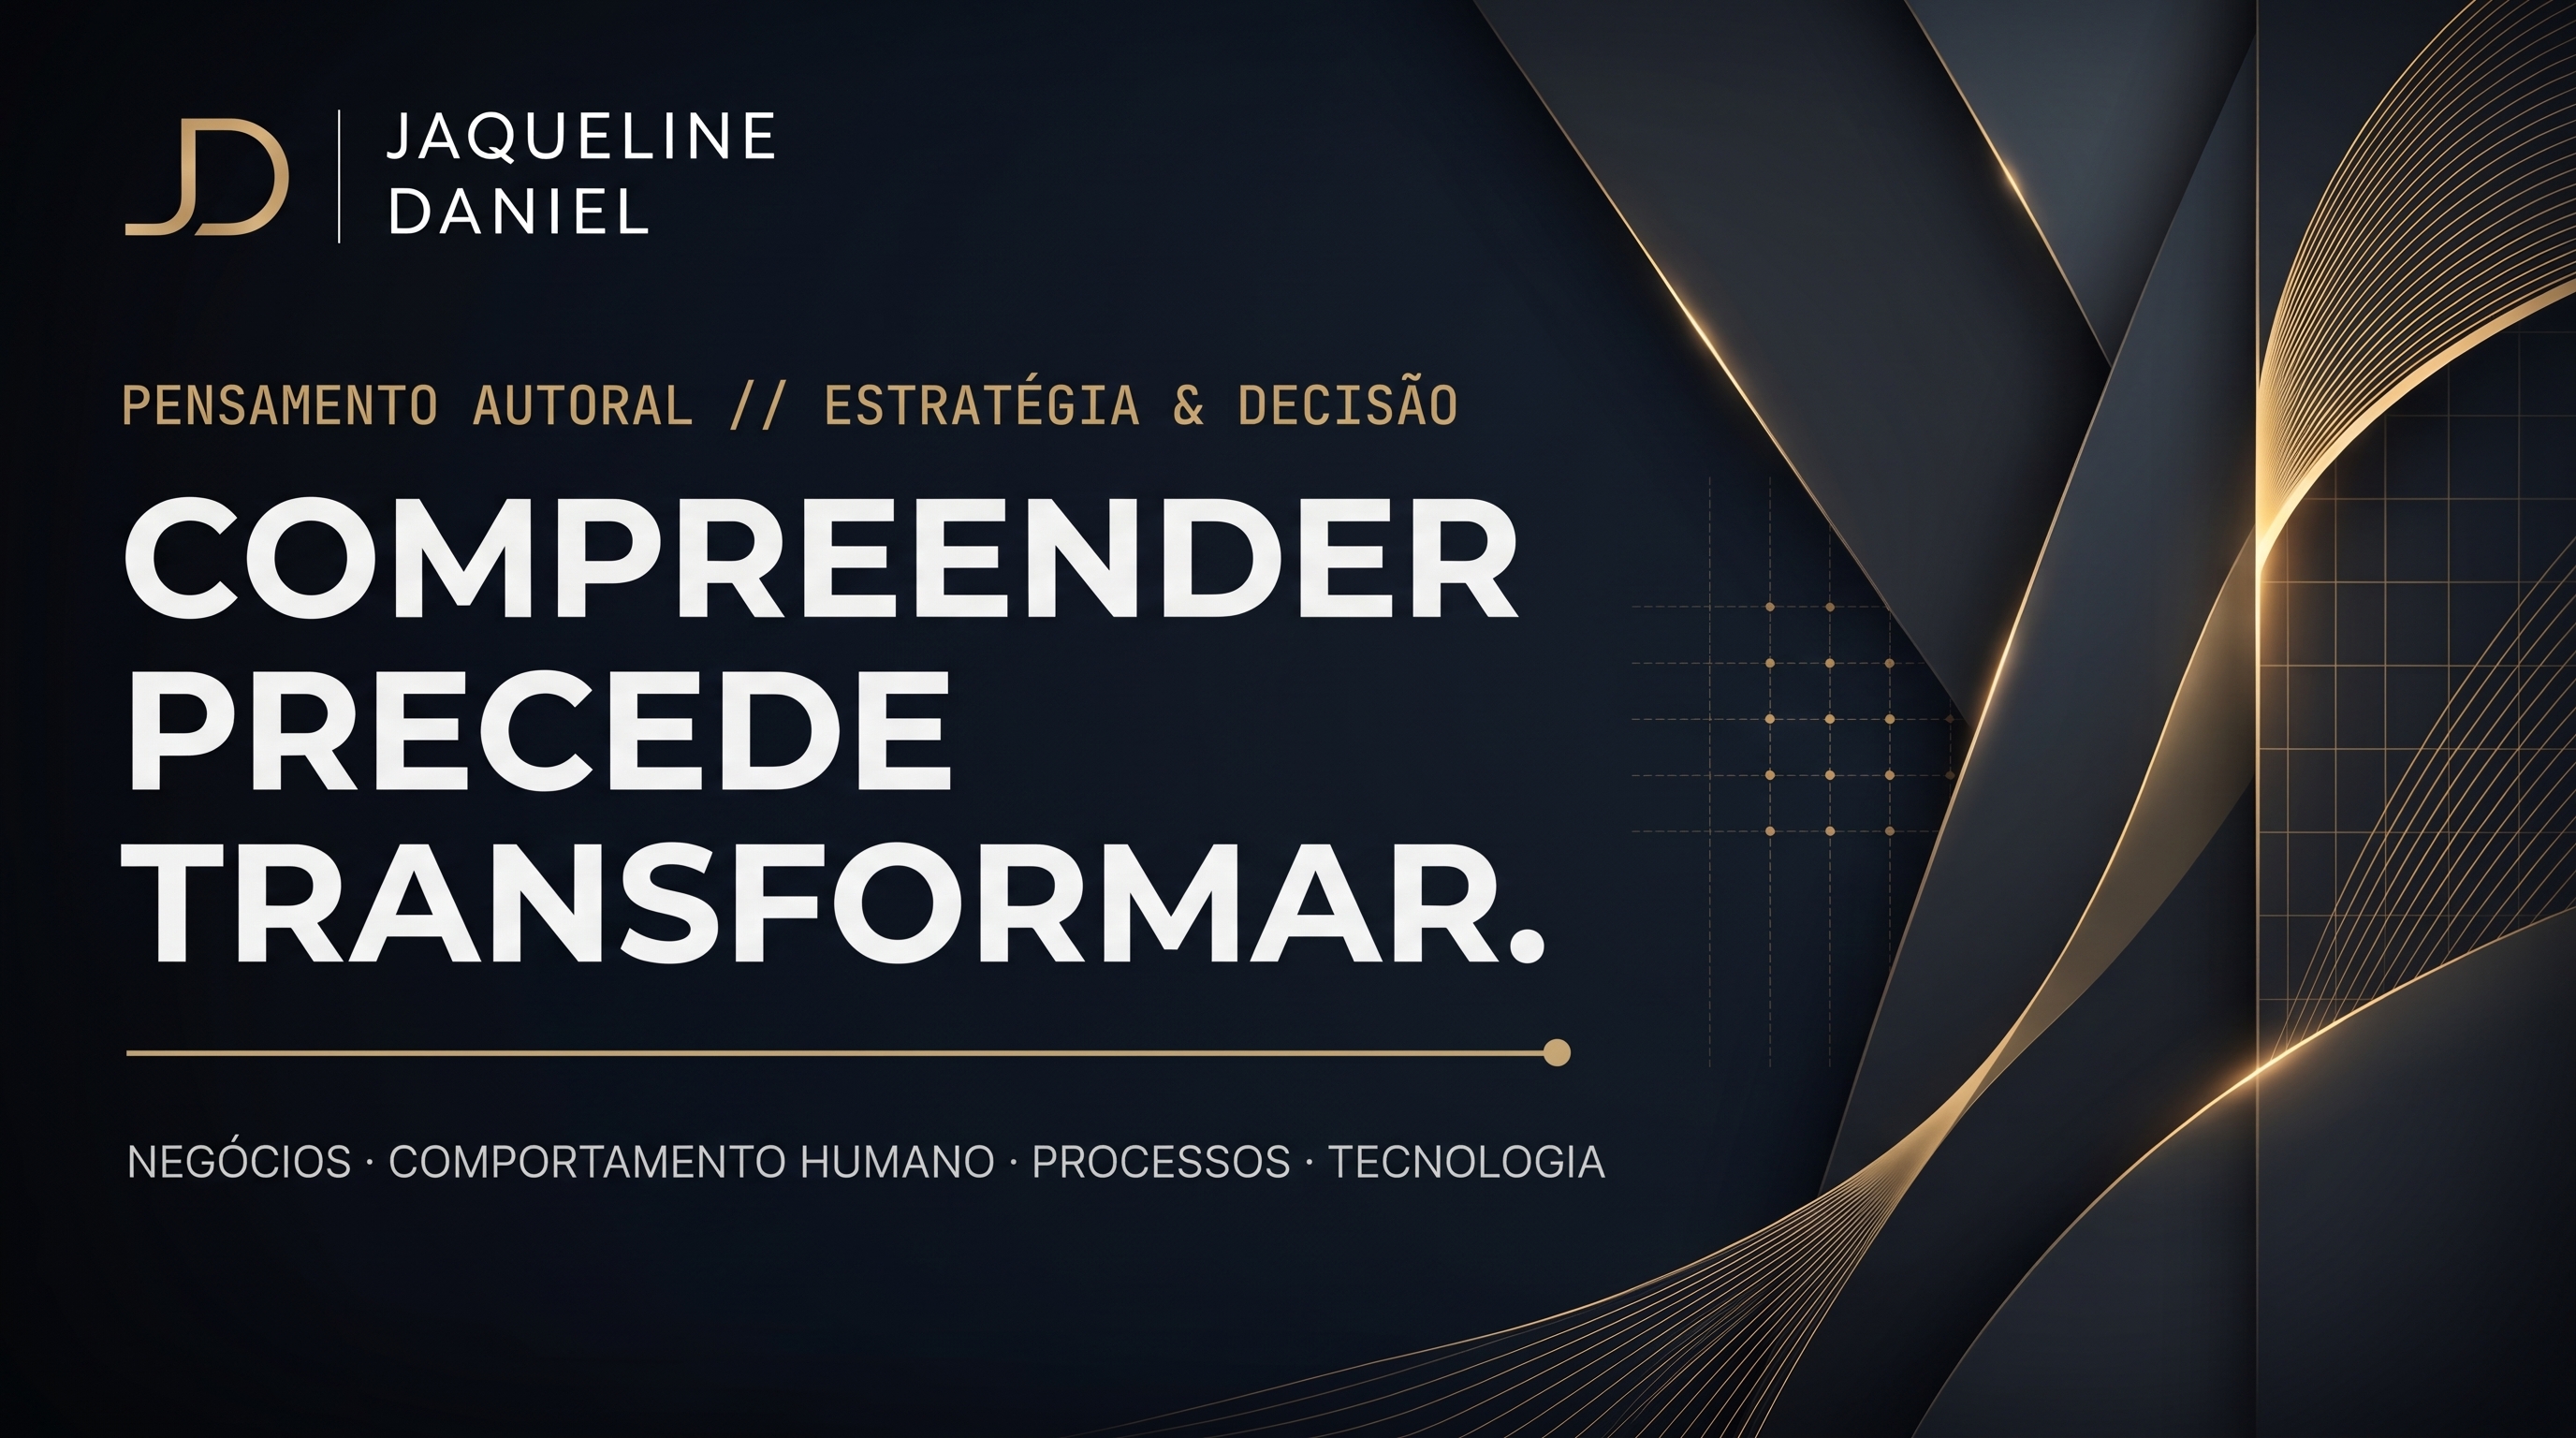 JD
JAQUELINE
DANIEL
PENSAMENTO AUTORAL // ESTRATÉGIA & DECISÃO
COMPREENDER
PRECEDE
TRANSFORMAR.
NEGÓCIOS · COMPORTAMENTO HUMANO · PROCESSOS · TECNOLOGIA